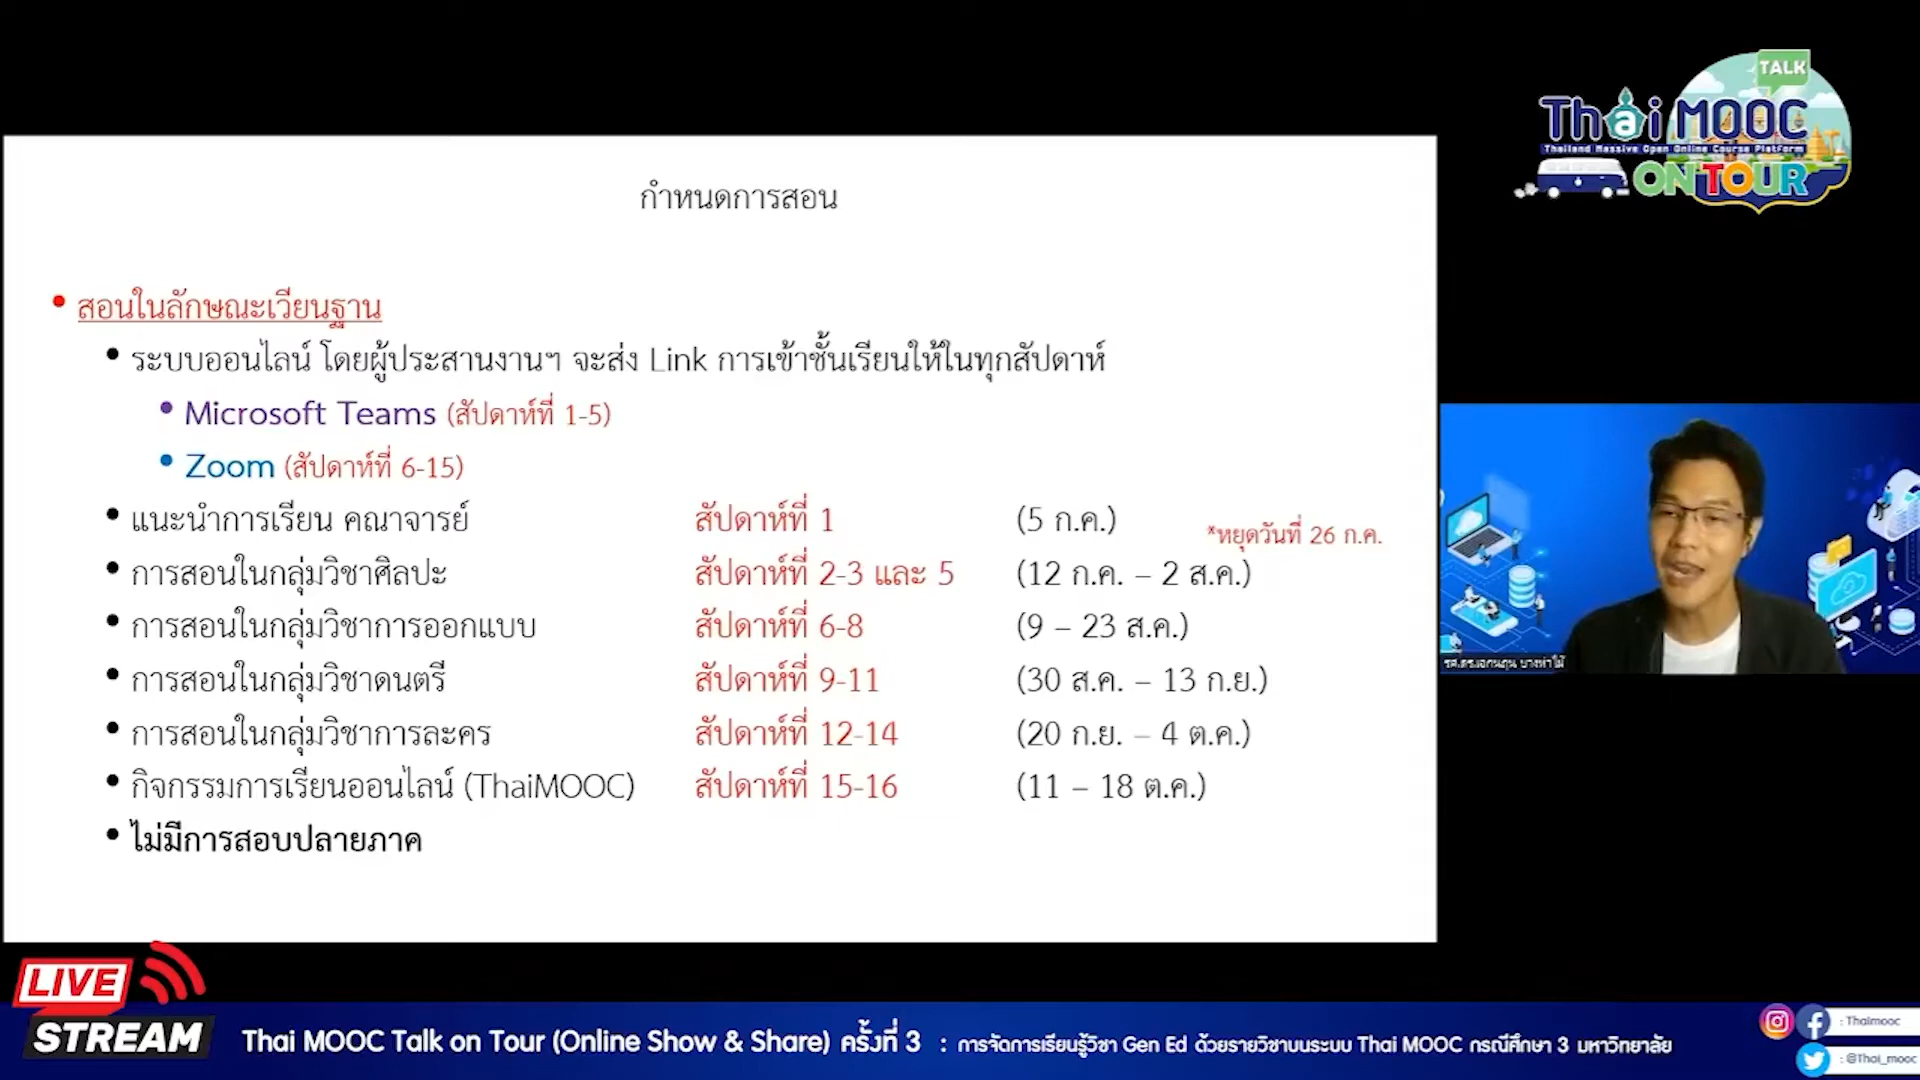 TALK
Thai MOOC
Thailand Massive Open Online Course Platform
ON TOUR
กำหนดการสอน
• สอนในลักษณะเวียนฐาน
• ระบบออนไลน์ โดยผู้ประสานงานฯ จะส่ง Link การเข้าชั้นเรียนให้ในทุกสัปดาห์
• Microsoft Teams (สัปดาห์ที่ 1-5)
• Zoom (สัปดาห์ที่ 6-15)
• แนะนำการเรียน คณาจารย์ สัปดาห์ที่ 1 (5 ก.ค.) *หยุดวันที่ 26 ก.ค.
• การสอนในกลุ่มวิชาศิลปะ สัปดาห์ที่ 2-3 และ 5 (12 ก.ค. – 2 ส.ค.)
• การสอนในกลุ่มวิชาการออกแบบ สัปดาห์ที่ 6-8 (9 – 23 ส.ค.)
• การสอนในกลุ่มวิชาดนตรี สัปดาห์ที่ 9-11 (30 ส.ค. – 13 ก.ย.)
• การสอนในกลุ่มวิชาการละคร สัปดาห์ที่ 12-14 (20 ก.ย. – 4 ต.ค.)
• กิจกรรมการเรียนออนไลน์ (ThaiMOOC) สัปดาห์ที่ 15-16 (11 – 18 ต.ค.)
• ไม่มีการสอบปลายภาค
LIVE
STREAM
Thai MOOC Talk on Tour (Online Show & Share) ครั้งที่ 3 : การจัดการเรียนรู้วิชา Gen Ed ด้วยรายวิชาบนระบบ Thai MOOC กรณีศึกษา 3 มหาวิทยาลัย
: Thaimooc
: @Thai_mooc